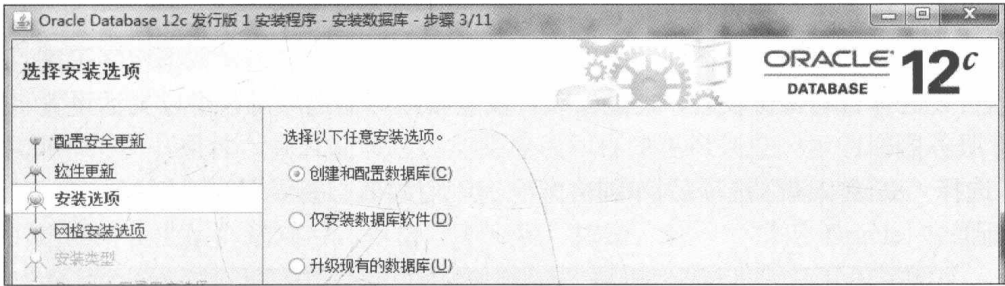 Oracle Database 12c 发行版 1 安装程序 - 安装数据库 - 步骤 3/11
选择安装选项
ORACLE
DATABASE
12c
配置安全更新
软件更新
安装选项
网格安装选项
安装类型
选择以下任意安装选项。
创建和配置数据库(C)
仅安装数据库软件(D)
升级现有的数据库(U)